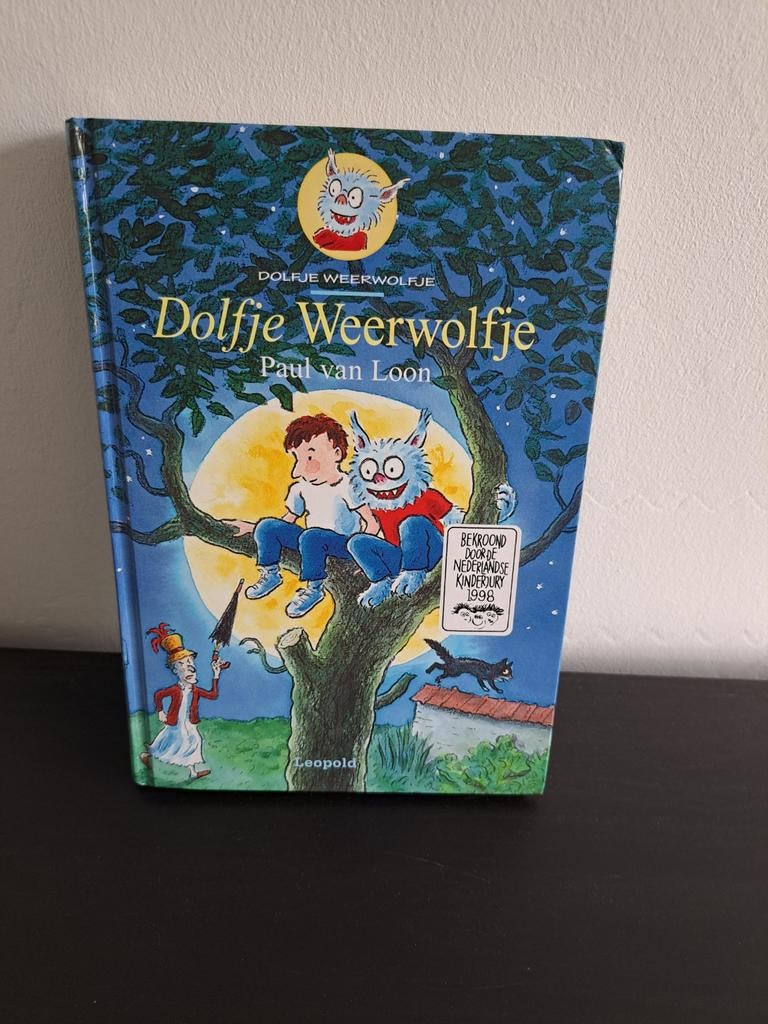 DOLFJE WEERWOLFJE
Dolfje Weerwolfje
Paul van Loon
BEKROOND
DOOR DE
NEDERLANDSE
KINDERJURY
1998
Leopold